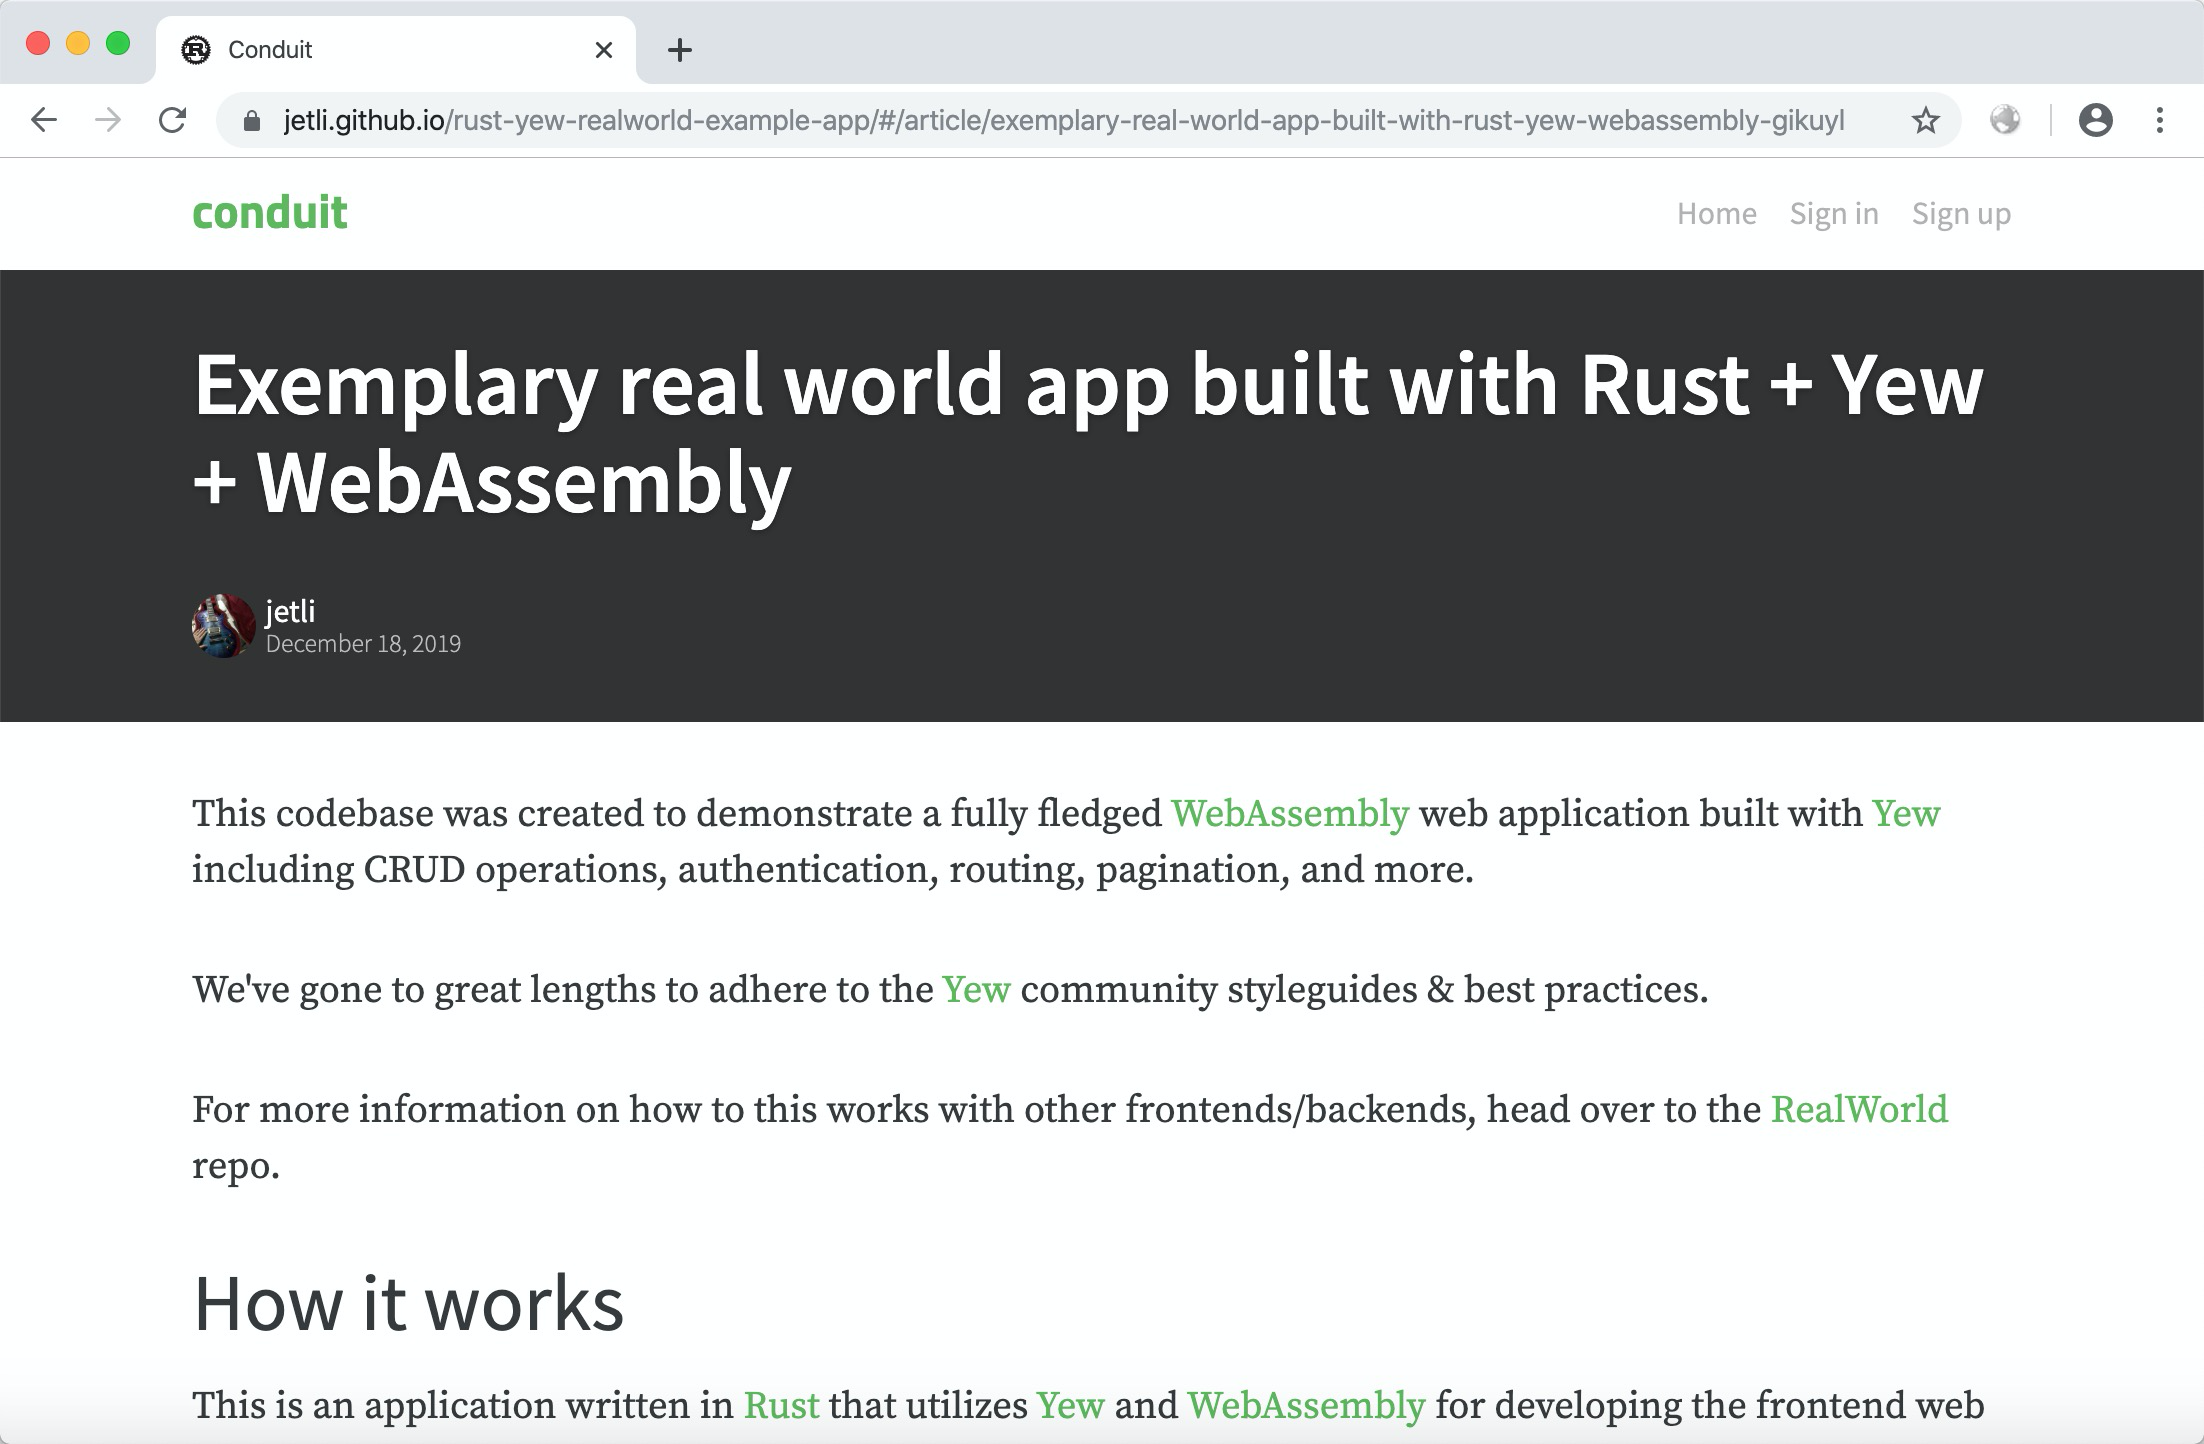 Conduit
jetli.github.io/rust-yew-realworld-example-app/#/article/exemplary-real-world-app-built-with-rust-yew-webassembly-gikuyl
conduit
Home Sign in Sign up
Exemplary real world app built with Rust + Yew
+ WebAssembly
jetli
December 18, 2019
This codebase was created to demonstrate a fully fledged WebAssembly web application built with Yew
including CRUD operations, authentication, routing, pagination, and more.
We've gone to great lengths to adhere to the Yew community styleguides & best practices.
For more information on how to this works with other frontends/backends, head over to the RealWorld
repo.
How it works
This is an application written in Rust that utilizes Yew and WebAssembly for developing the frontend web